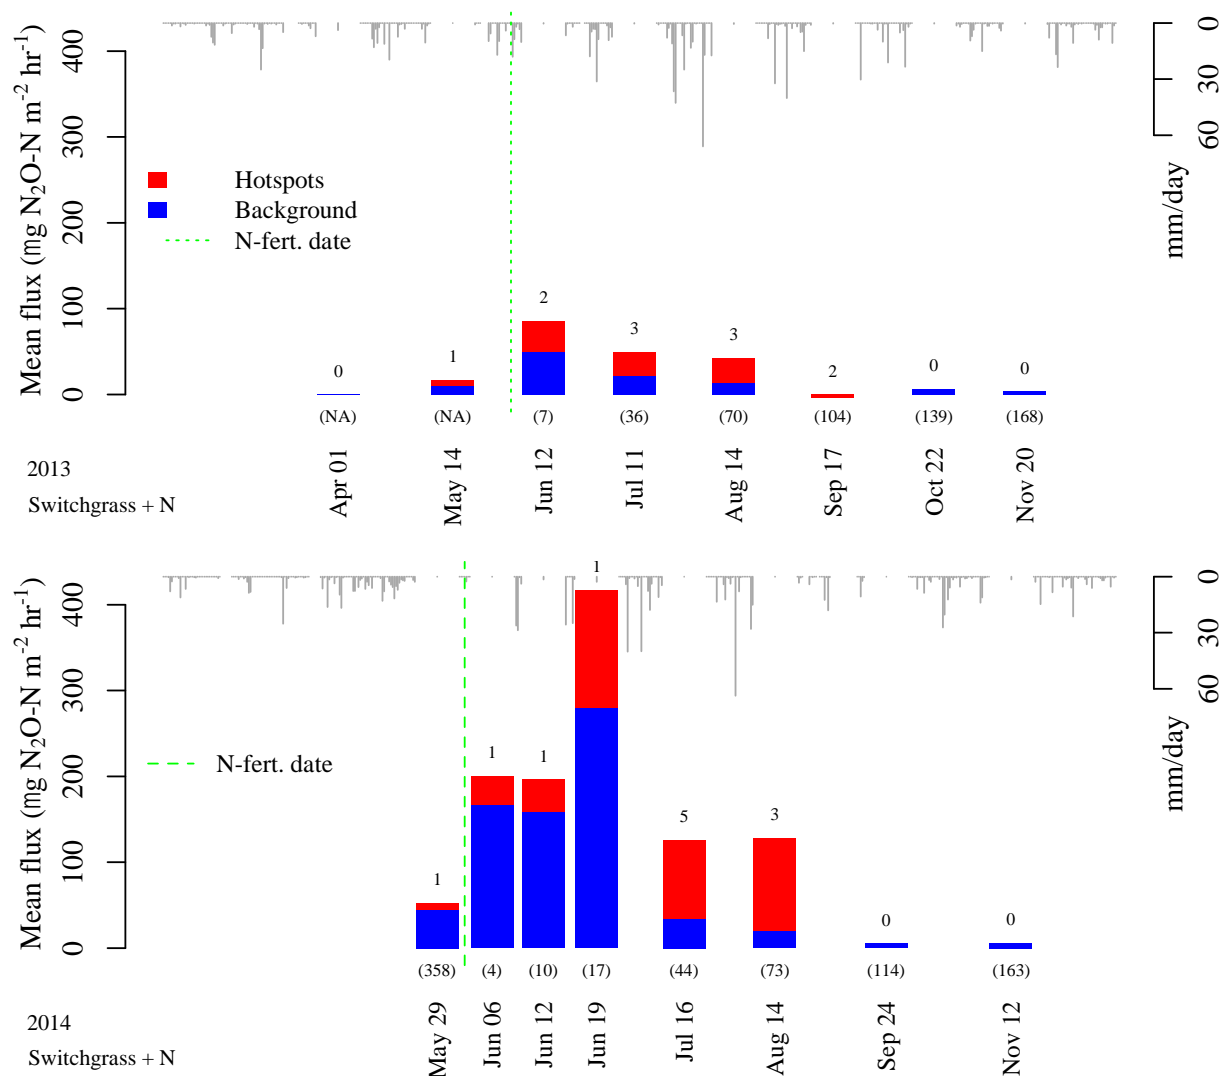 Mean flux (mg N2O-N m-2 hr-1)
0 100 200 300 400
0 30 60
mm/day
Hotspots
Background
N-fert. date
0 1 2 3 3 2 0 0
(NA) (NA) (7) (36) (70) (104) (139) (168)
Apr 01 May 14 Jun 12 Jul 11 Aug 14 Sep 17 Oct 22 Nov 20
2013
Switchgrass + N
Mean flux (mg N2O-N m-2 hr-1)
0 100 200 300 400
0 30 60
mm/day
N-fert. date
1 1 1 1 5 3 0 0
(358) (4) (10) (17) (44) (73) (114) (163)
May 29 Jun 06 Jun 12 Jun 19 Jul 16 Aug 14 Sep 24 Nov 12
2014
Switchgrass + N